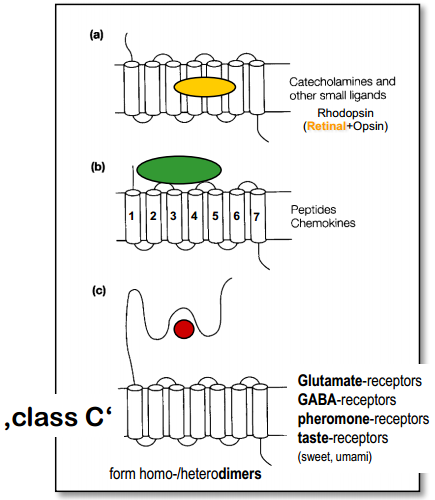 (a)
Catecholamines and
other small ligands
Rhodopsin
(Retinal+Opsin)
(b)
1 2 3 4 5 6 7
Peptides
Chemokines
(c)
‚class C‘
Glutamate-receptors
GABA-receptors
pheromone-receptors
taste-receptors
(sweet, umami)
form homo-/heterodimers